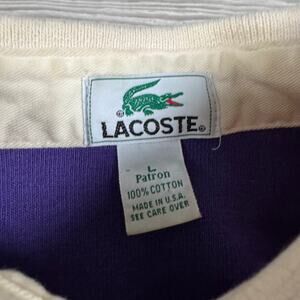 LACOSTE®
L
Patron
100% COTTON
MADE IN U.S.A.
SEE CARE OVER